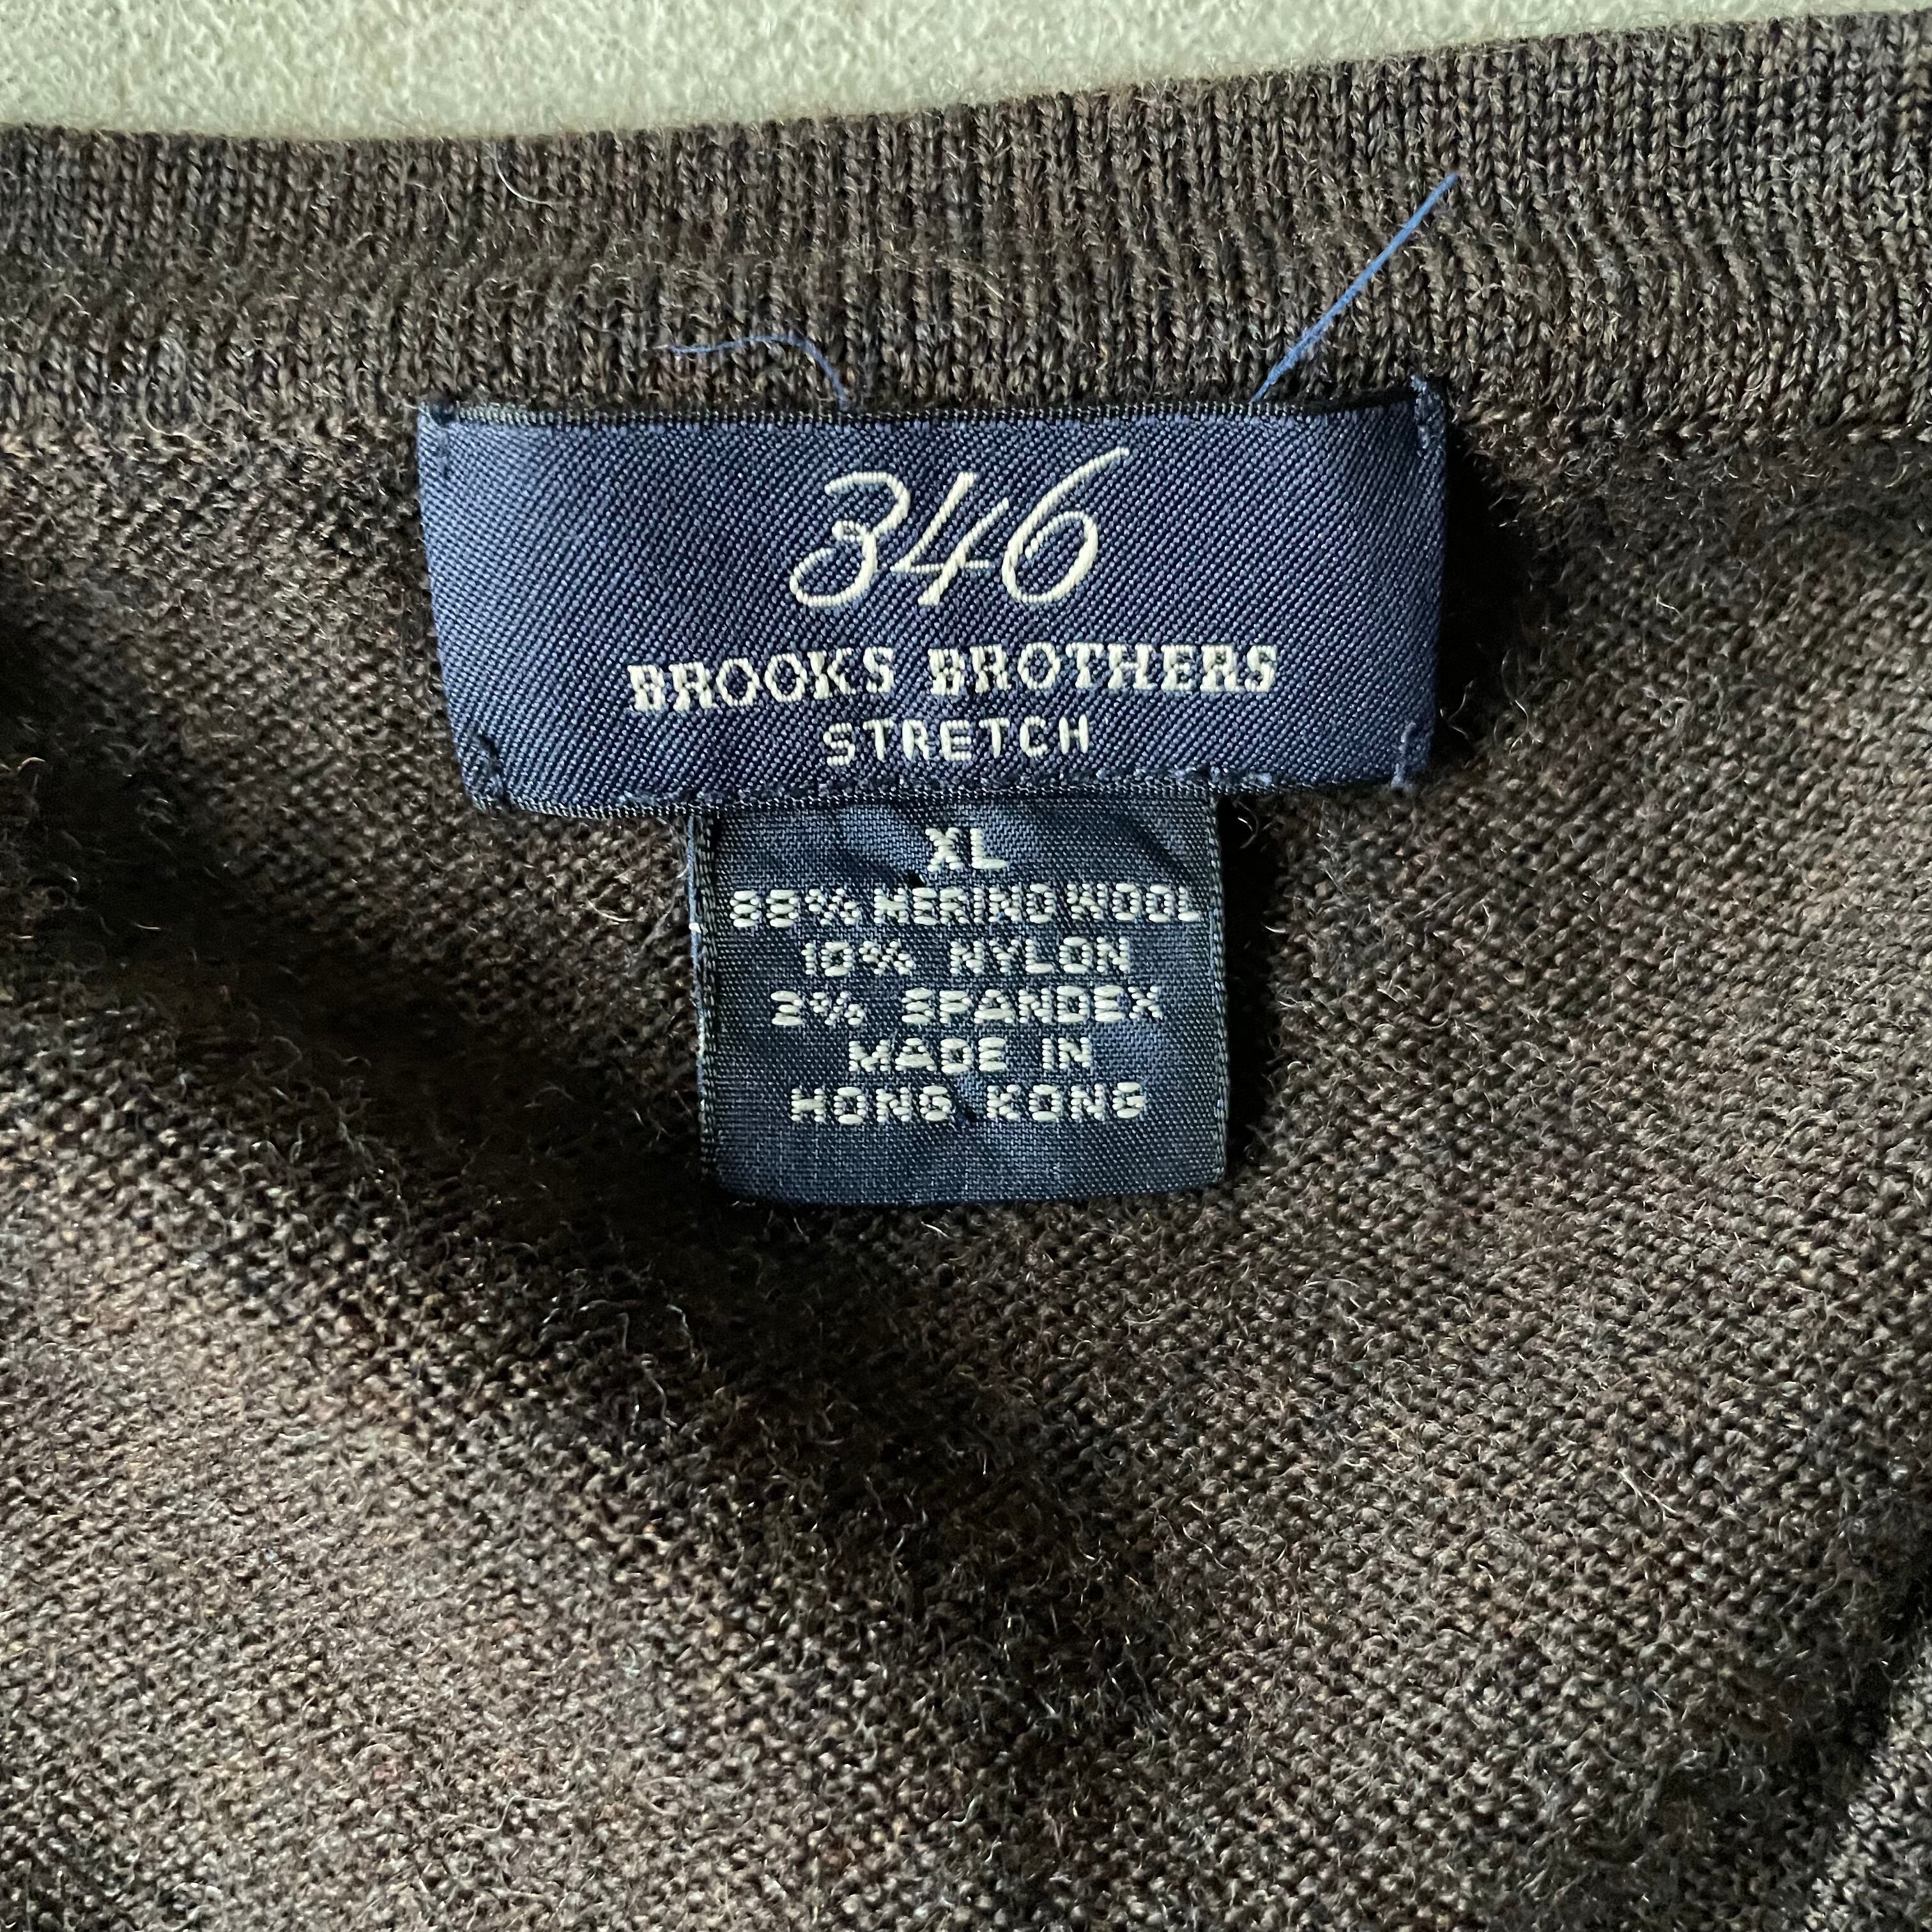 346
BROOKS BROTHERS
STRETCH
XL
88% MERINO WOOL
10% NYLON
2% SPANDEX
MADE IN
HONG KONG